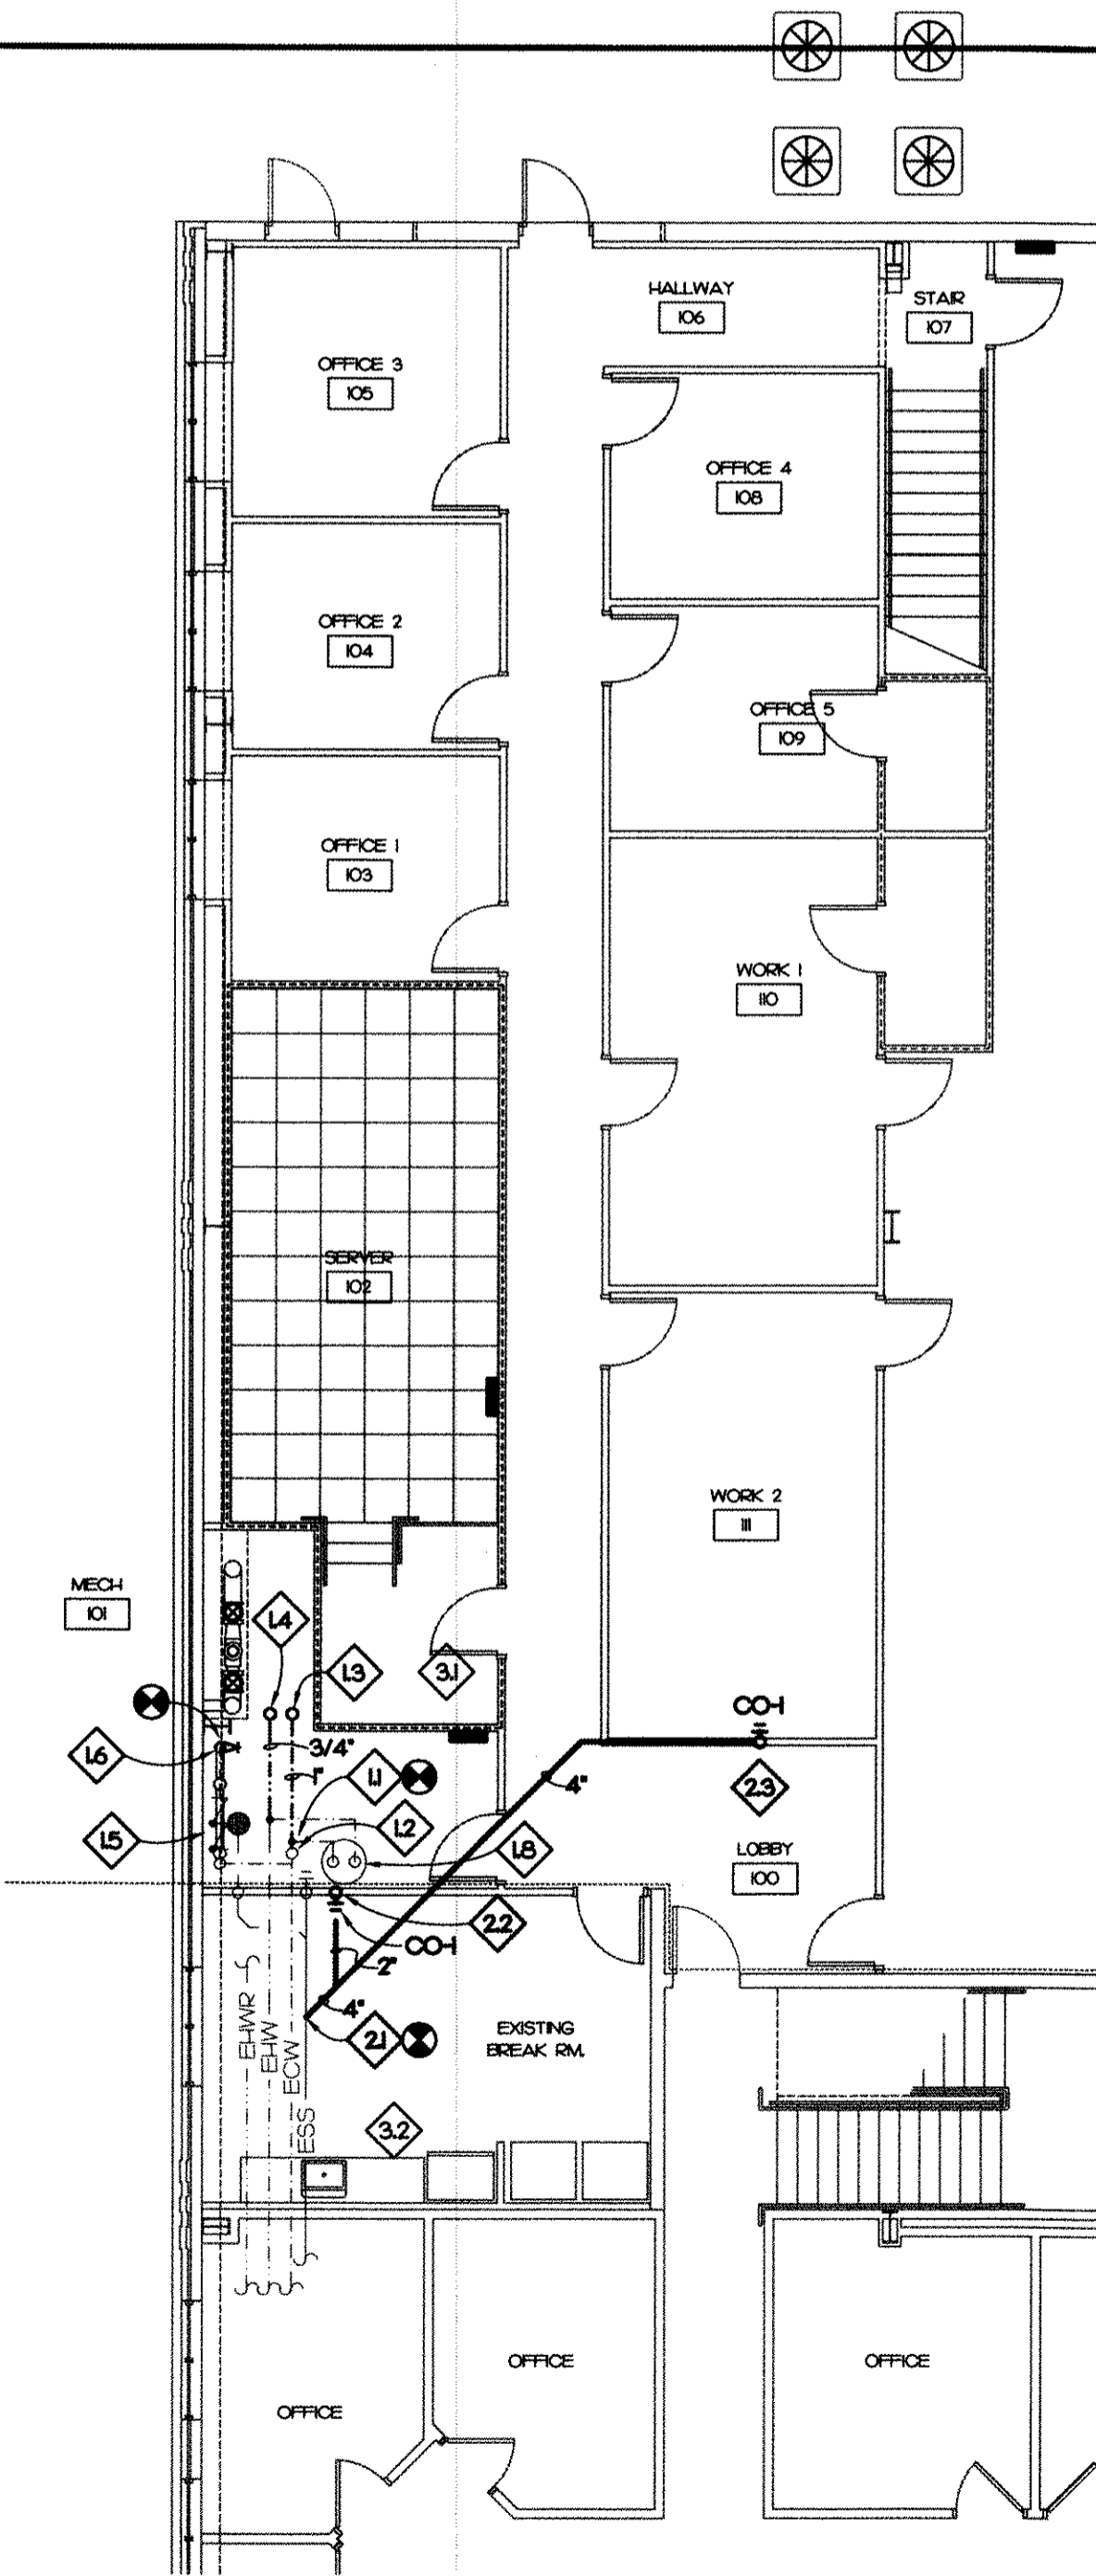 HALLWAY
106
STAIR
107
OFFICE 3
105
OFFICE 4
108
OFFICE 2
104
OFFICE 5
109
OFFICE 1
103
WORK 1
110
SERVER
102
WORK 2
111
MECH
101
1.4
1.3
3.1
CO-1
1.6
3/4"
1"
1.1
4"
2.3
1.5
1.2
1.8
LOBBY
100
2.2
CO-1
2"
4"
2.1
EXISTING
BREAK RM.
EHWR
EHW
ECW
ESS
3.2
OFFICE
OFFICE
OFFICE